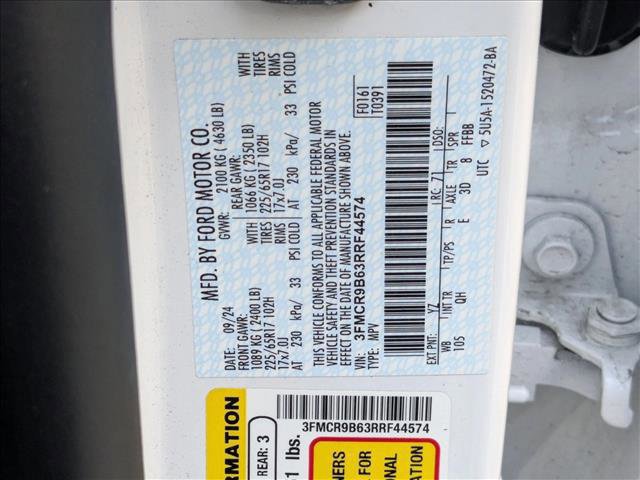 MFD. BY FORD MOTOR CO.
DATE: 09/24
GVWR: 2100 KG ( 4630 LB)
FRONT GAWR:
1089 KG ( 2400 LB)
225/65R17 102H
17x7.0J
AT 230 kPa/ 33 PSI COLD
REAR GAWR:
1066 KG ( 2350 LB)
225/65R17 102H
17x7.0J
AT 230 kPa/ 33 PSI COLD
WITH
TIRES
RIMS
WITH
TIRES
RIMS
THIS VEHICLE CONFORMS TO ALL APPLICABLE FEDERAL MOTOR
VEHICLE SAFETY AND THEFT PREVENTION STANDARDS IN
EFFECT ON THE DATE OF MANUFACTURE SHOWN ABOVE.
VIN: 3FMCR9B63RRF44574
TYPE: MPV
F0161
T0391
EXT PNT: YZ RC: 71 DSO:
WB INT TR TP/PS R AXLE TR SPR
105 QH E 3D 8 FFBB
UTC 5U5A-1520472-BA
3FMCR9B63RRF44574
RMATION
REAR: 3
lbs.